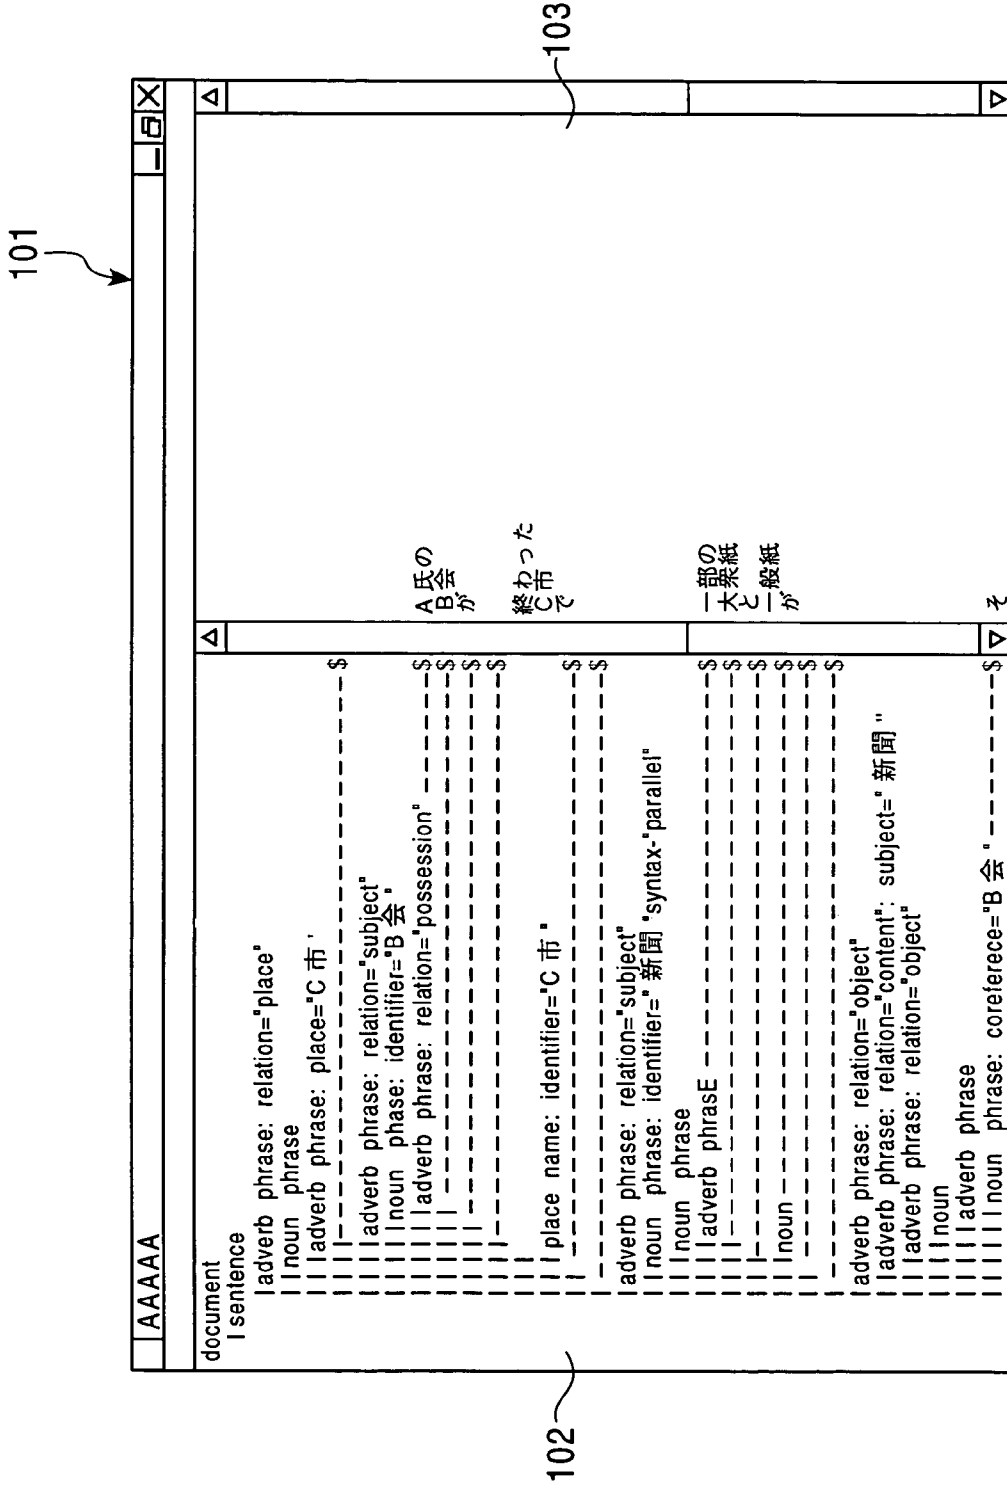 101
AAAAA
document
sentence
adverb phrase: relation="place"
noun phrase
adverb phrase: place="C 市'
$
adverb phrase: relation="subject"
noun phase: identifier="B 会"
adverb phrase: relation="possession" $
A 氏の
$
B 会
$
が
$
終わった
place name: identifier="C 市"
C 市
$
で
$
adverb phrase: relation="subject"
noun phrase: identifier=" 新聞 "syntax-"parallel"
noun phrase
adverb phrasE $
一部の
$
大衆紙
$
と
noun $
一般紙
$
が
$
adverb phrase: relation="object"
adverb phrase: relation="content": subject=" 新聞 "
adverb phrase: relation="object"
noun
adverb phrase
noun phrase: coreferece="B 会 " $
そ
102
103